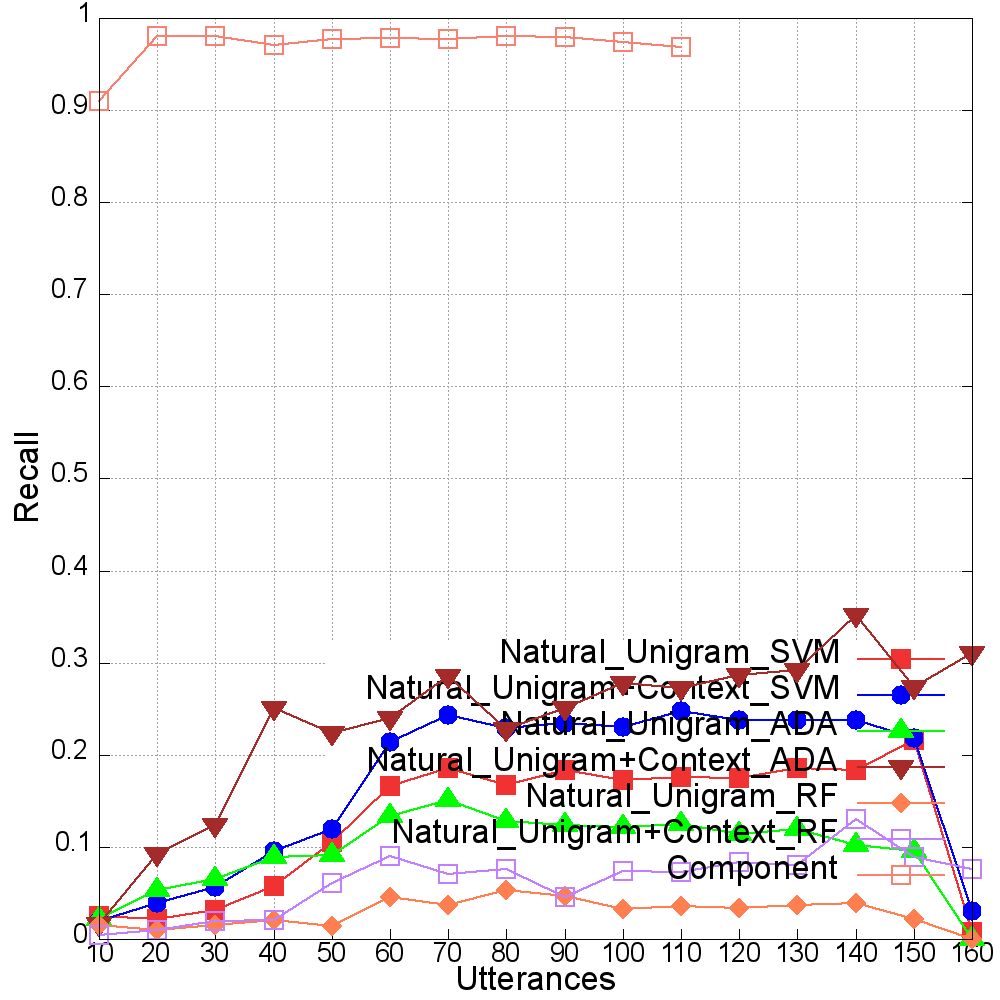 1
0.9
0.8
0.7
0.6
0.5
0.4
0.3
0.2
0.1
0
Recall
Natural_Unigram_SVM
Natural_Unigram+Context_SVM
Natural_Unigram_ADA
Natural_Unigram+Context_ADA
Natural_Unigram_RF
Natural_Unigram+Context_RF
Component
10 20 30 40 50 60 70 80 90 100 110 120 130 140 150 160
Utterances